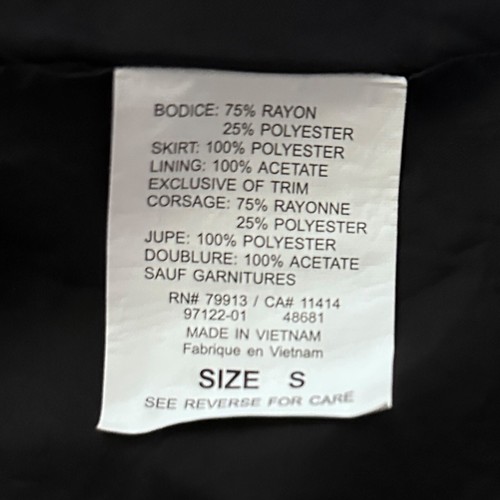 BODICE: 75% RAYON
25% POLYESTER
SKIRT: 100% POLYESTER
LINING: 100% ACETATE
EXCLUSIVE OF TRIM
CORSAGE: 75% RAYONNE
25% POLYESTER
JUPE: 100% POLYESTER
DOUBLURE: 100% ACETATE
SAUF GARNITURES
RN# 79913 / CA# 11414
97122-01 48681
MADE IN VIETNAM
Fabrique en Vietnam
SIZE S
SEE REVERSE FOR CARE